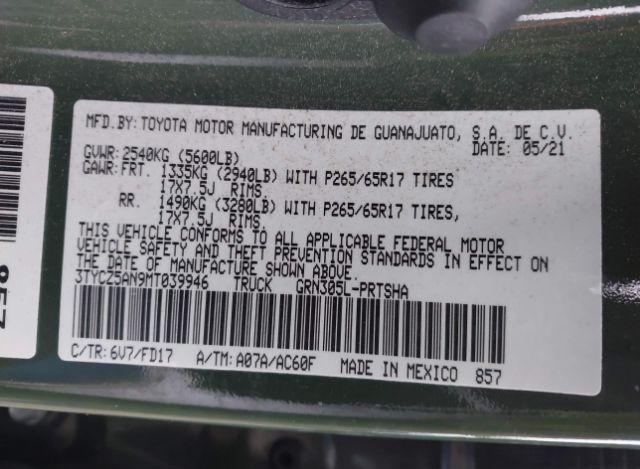 MFD.BY:TOYOTA MOTOR MANUFACTURING DE GUANAJUATO, S.A. DE C.V.
GVWR:2540KG (5600LB) DATE: 05/21
GAWR:FRT. 1335KG (2940LB) WITH P265/65R17 TIRES
17X7.5J RIMS,
RR. 1490KG (3280LB) WITH P265/65R17 TIRES,
17X7.5J RIMS.
THIS VEHICLE CONFORMS TO ALL APPLICABLE FEDERAL MOTOR
VEHICLE SAFETY AND THEFT PREVENTION STANDARDS IN EFFECT ON
THE DATE OF MANUFACTURE SHOWN ABOVE.
3TYCZ5AN9MT039946 TRUCK GRN305L-PRTSHA
C/TR: 6V7/FD17 A/TM: A07A/AC60F MADE IN MEXICO 857